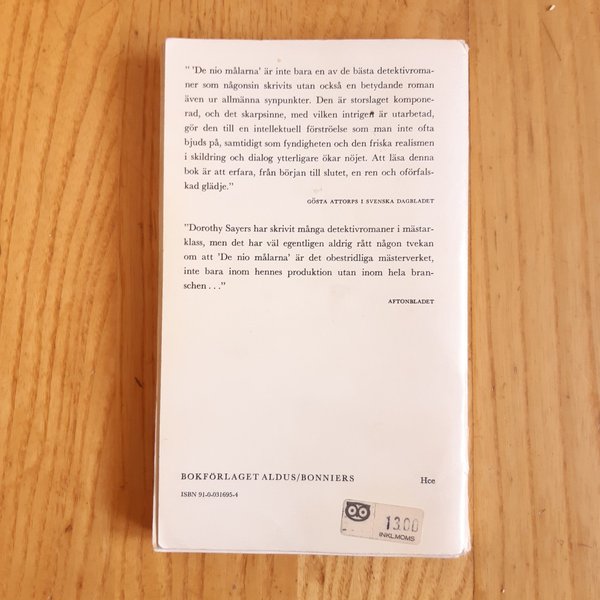 " 'De nio målarna' är inte bara en av de bästa detektivroma-
ner som någonsin skrivits utan också en betydande roman
även ur allmänna synpunkter. Den är storslaget kompone-
rad, och det skarpsinne, med vilken intrigen är utarbetad,
gör den till en intellektuell förströelse som man inte ofta
bjuds på, samtidigt som fyndigheten och den friska realismen
i skildring och dialog ytterligare ökar nöjet. Att läsa denna
bok är att erfara, från början till slutet, en ren och oförfals-
kad glädje."
GÖSTA ATTORPS I SVENSKA DAGBLADET
"Dorothy Sayers har skrivit många detektivromaner i mästar-
klass, men det har väl egentligen aldrig rått någon tvekan
om att 'De nio målarna' är det obestridliga mästerverket,
inte bara inom hennes produktion utan inom hela bran-
schen . . ."
AFTONBLADET
BOKFÖRLAGET ALDUS/BONNIERS Hce
ISBN 91-0-031695-4
13.00
INKL.MOMS